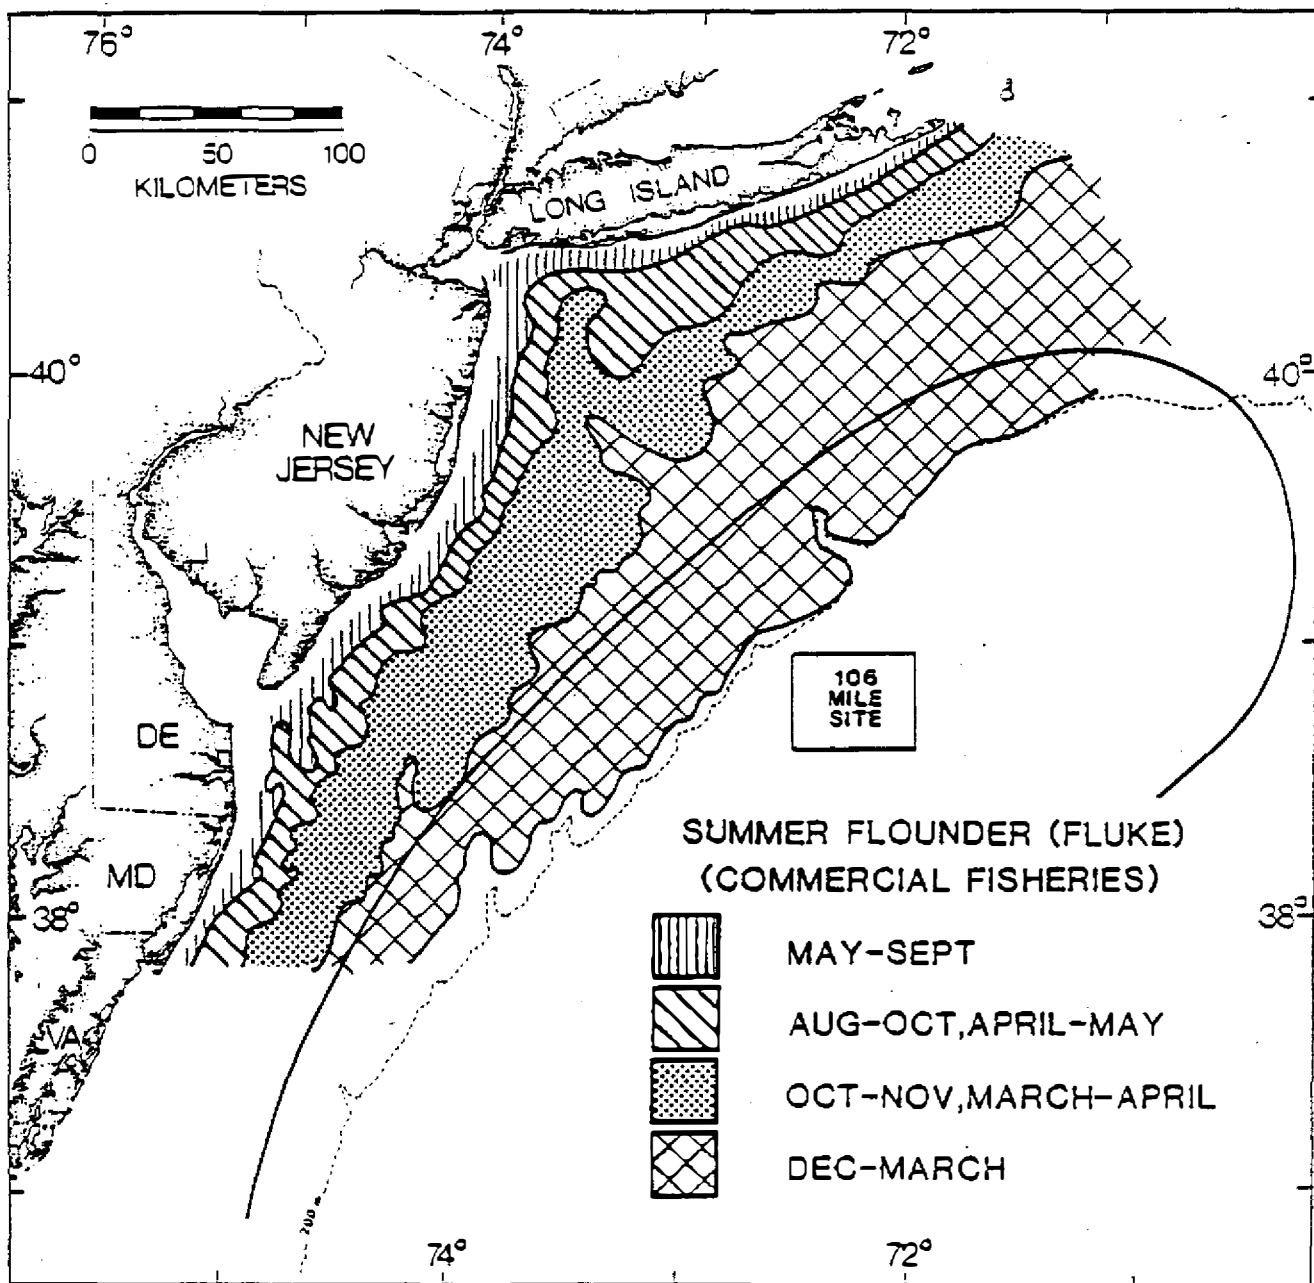 76° 74° 72°
0 50 100
KILOMETERS
LONG ISLAND
40° 40°
NEW
JERSEY
106
MILE
SITE
DE
SUMMER FLOUNDER (FLUKE)
(COMMERCIAL FISHERIES)
MD
38° 38°
MAY-SEPT
VA
AUG-OCT,APRIL-MAY
OCT-NOV,MARCH-APRIL
DEC-MARCH
200 m
74° 72°